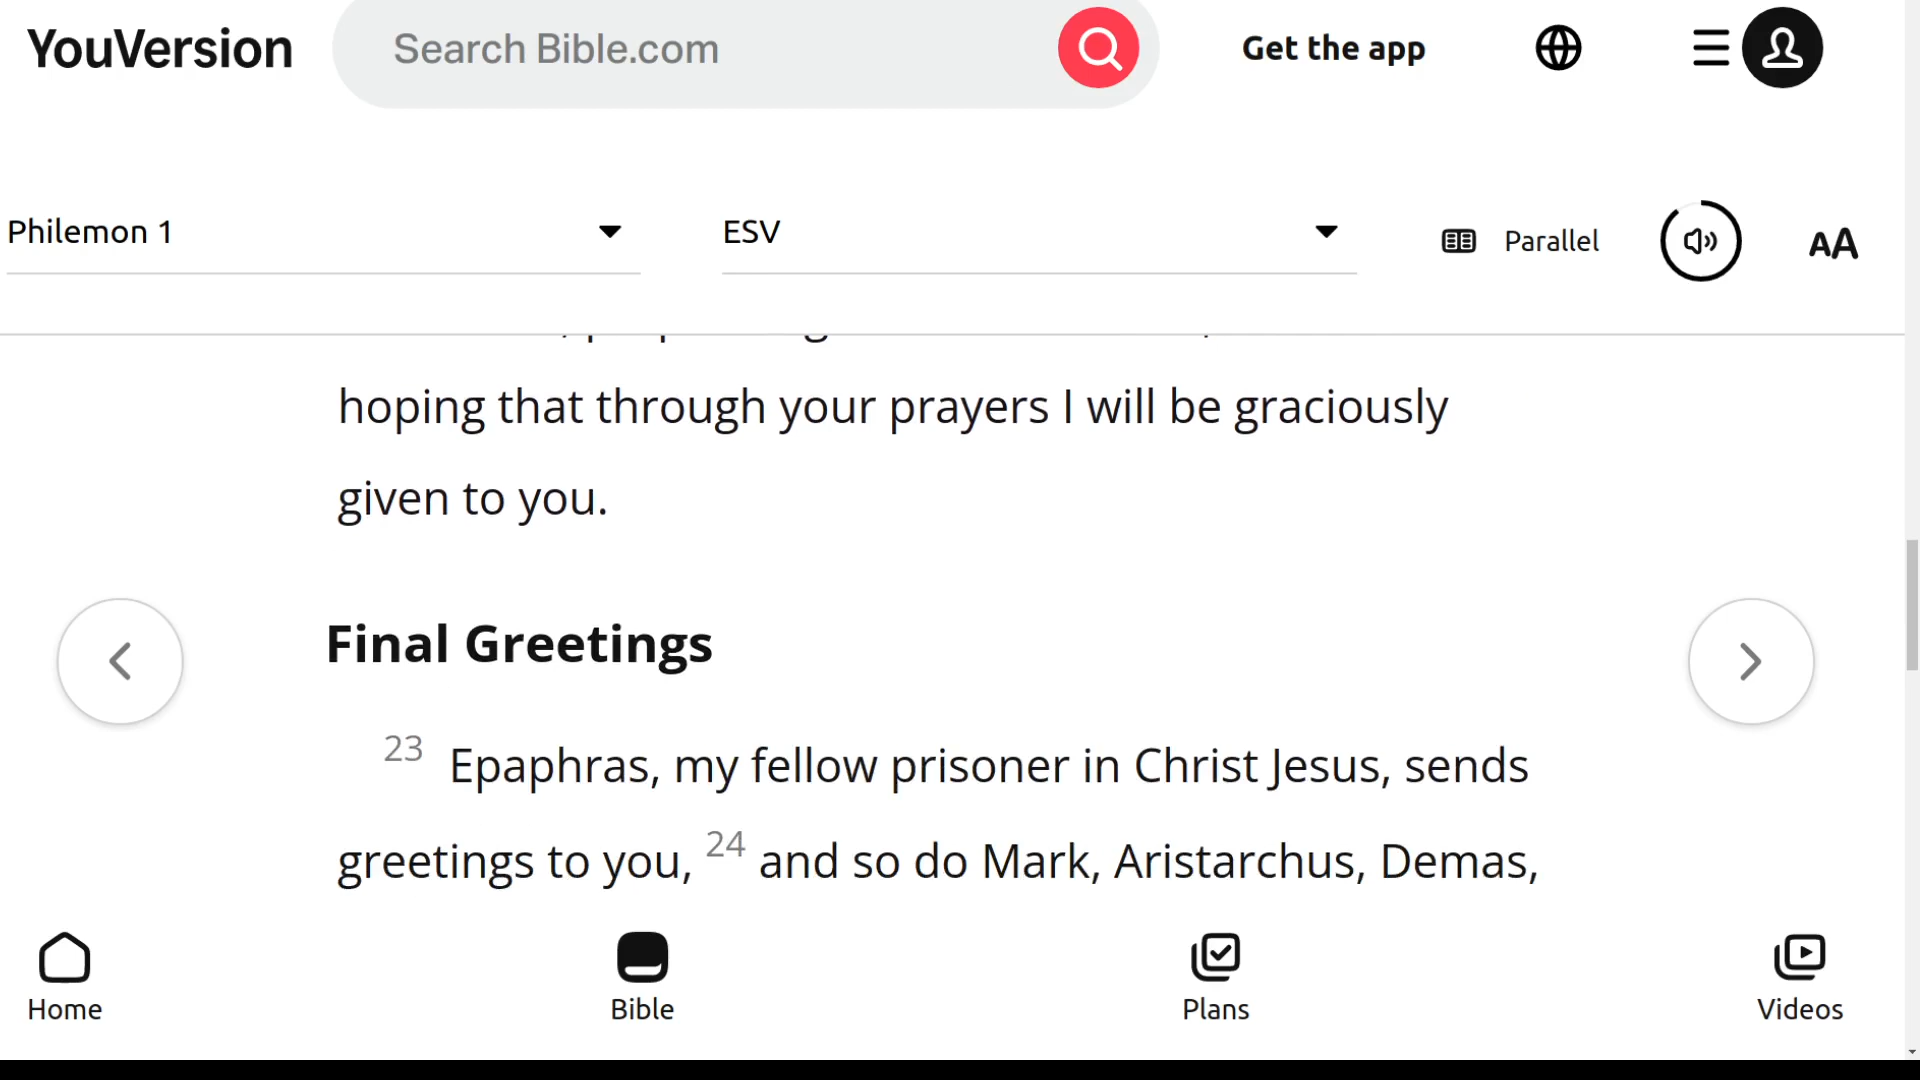 YouVersion Search Bible.com Get the app
Philemon 1 ESV Parallel AA
hoping that through your prayers I will be graciously
given to you.
Final Greetings
23 Epaphras, my fellow prisoner in Christ Jesus, sends
greetings to you, 24 and so do Mark, Aristarchus, Demas,
Home Bible Plans Videos